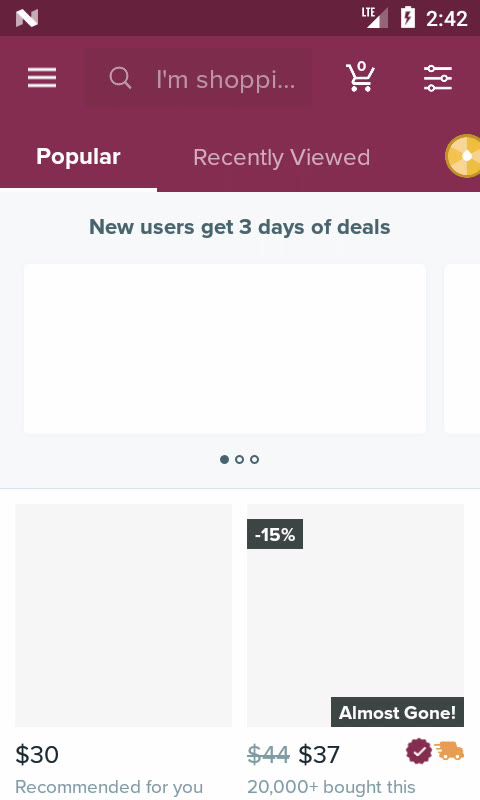 LTE 2:42
I'm shoppi... 0
Popular Recently Viewed
New users get 3 days of deals
-15%
Almost Gone!
$30 $44 $37
Recommended for you 20,000+ bought this